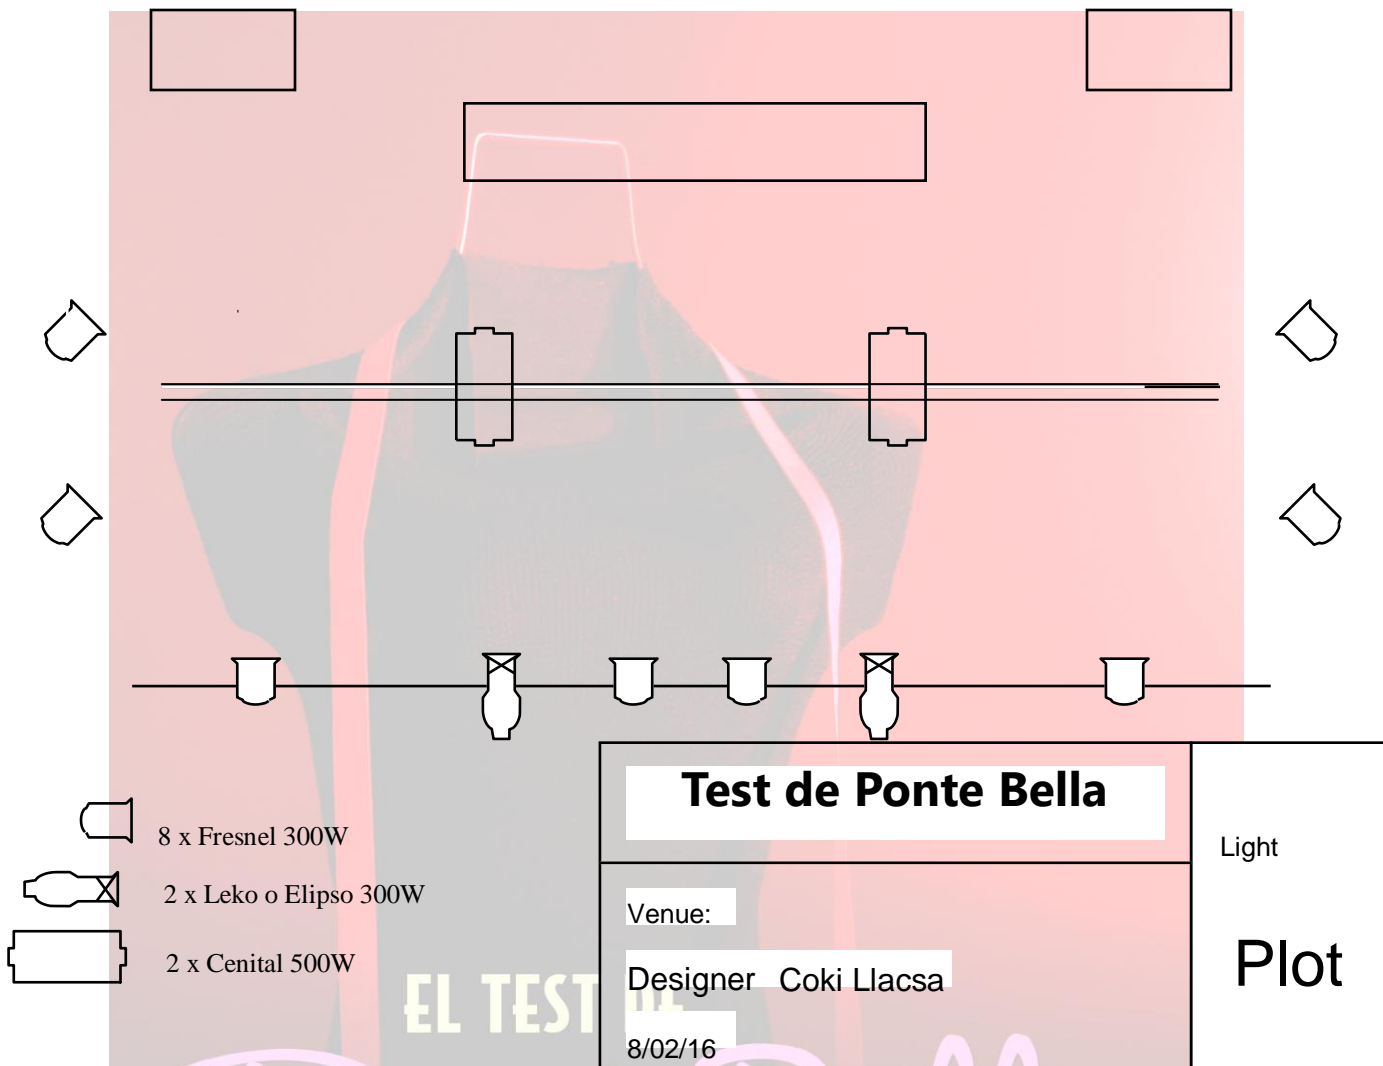 Test de Ponte Bella
Light
Plot
8 x Fresnel 300W
2 x Leko o Elipso 300W
2 x Cenital 500W
Venue:
Designer Coki Llacsa
8/02/16
EL TEST DE